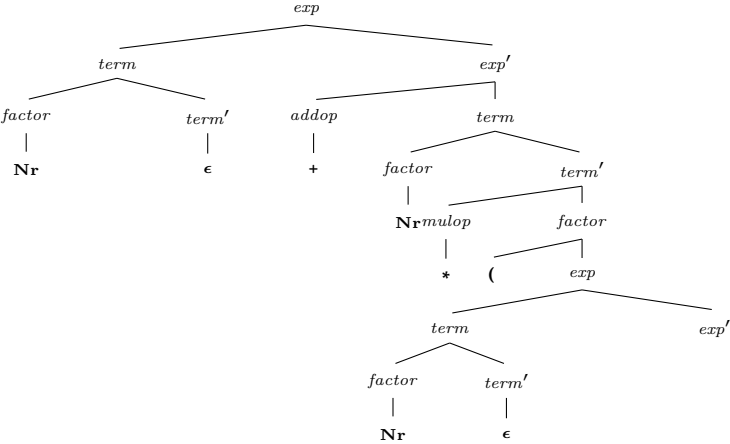 exp
term exp′
factor term′ addop term
Nr ϵ + factor term′
Nr mulop factor
* ( exp
term exp′
factor term′
Nr ϵ